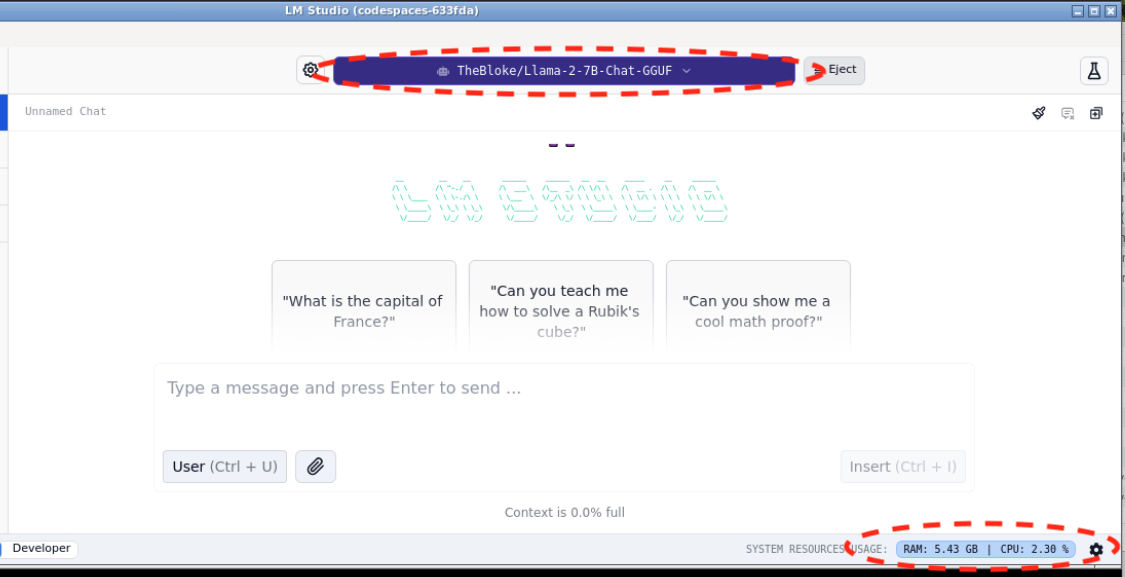 LM Studio (codespaces-633fda)
TheBloke/Llama-2-7B-Chat-GGUF
Eject
Unnamed Chat
LM STUDIO
"What is the capital of
France?"
"Can you teach me
how to solve a Rubik's
cube?"
"Can you show me a
cool math proof?"
Type a message and press Enter to send ...
User (Ctrl + U)
Insert (Ctrl + I)
Context is 0.0% full
Developer
SYSTEM RESOURCES USAGE:
RAM: 5.43 GB | CPU: 2.30 %